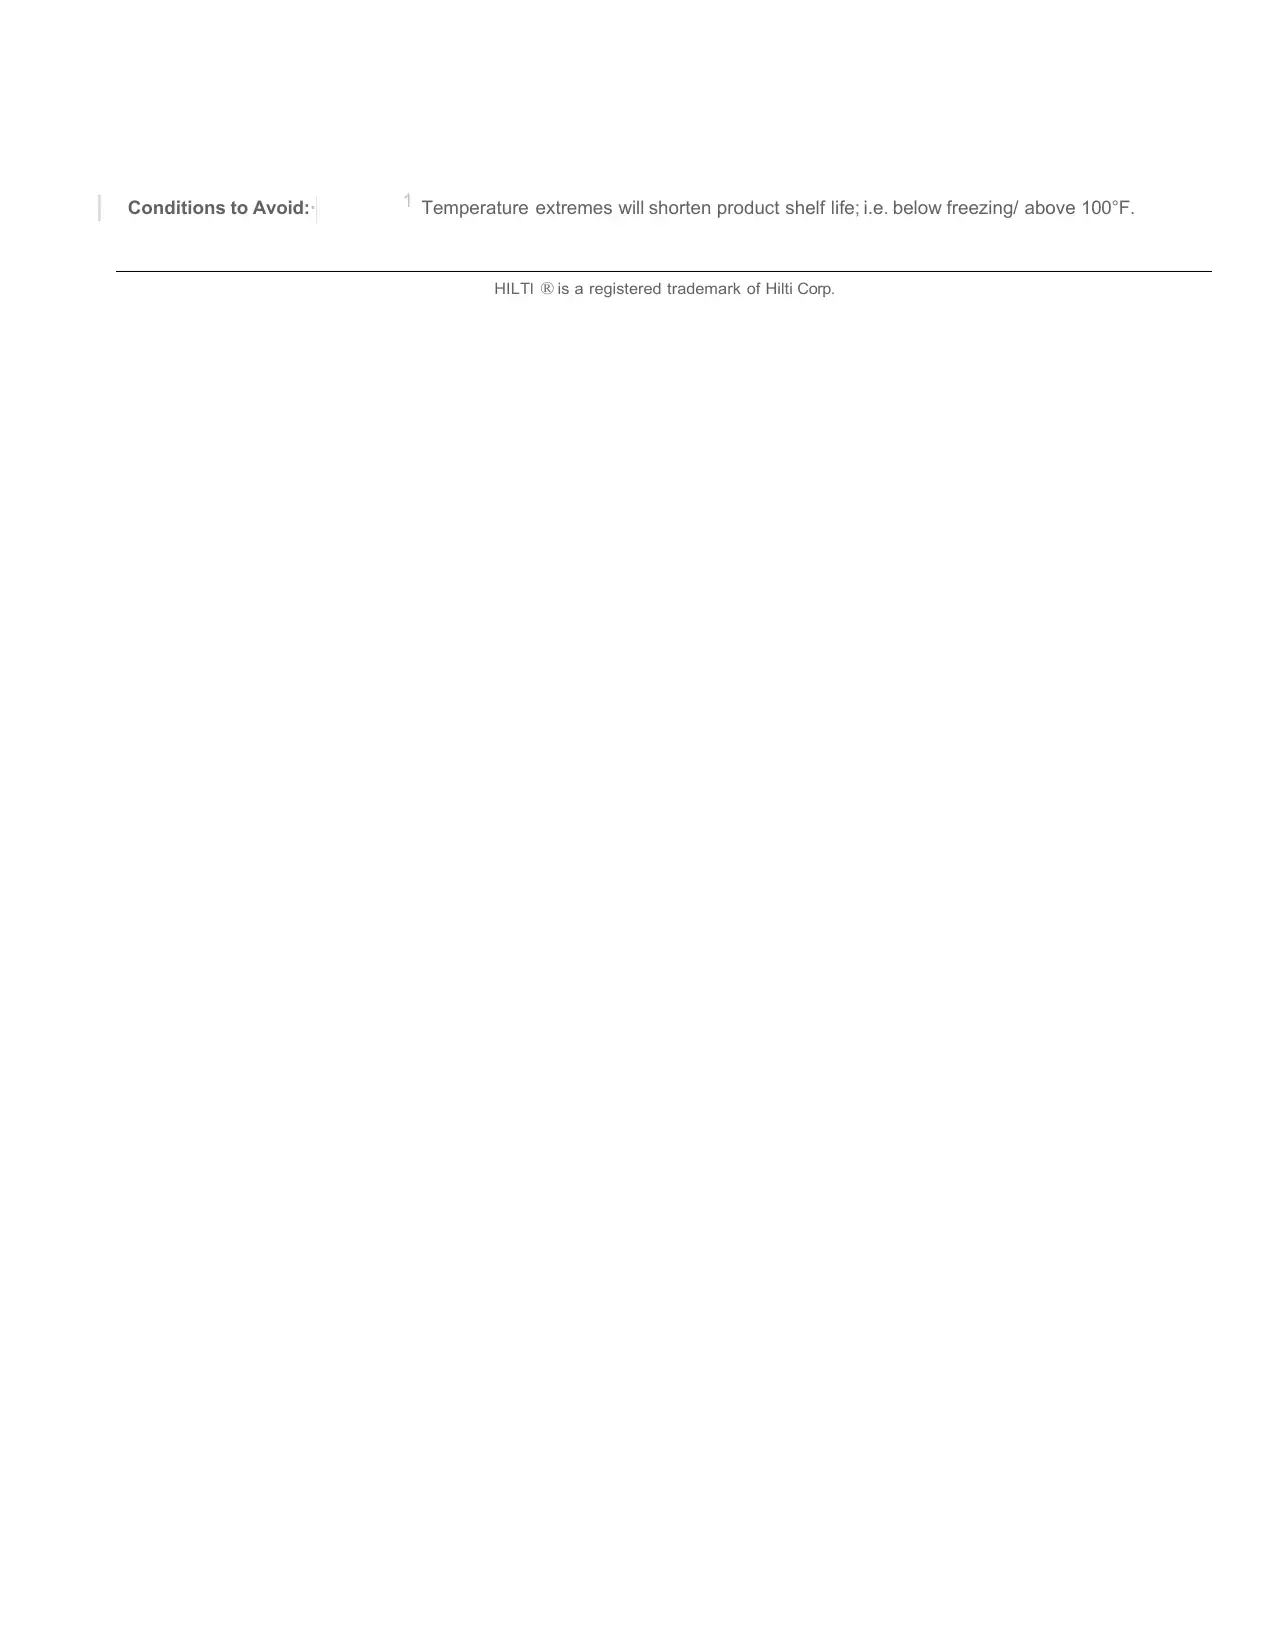 Conditions to Avoid: 1 Temperature extremes will shorten product shelf life; i.e. below freezing/ above 100°F.
HILTI ® is a registered trademark of Hilti Corp.